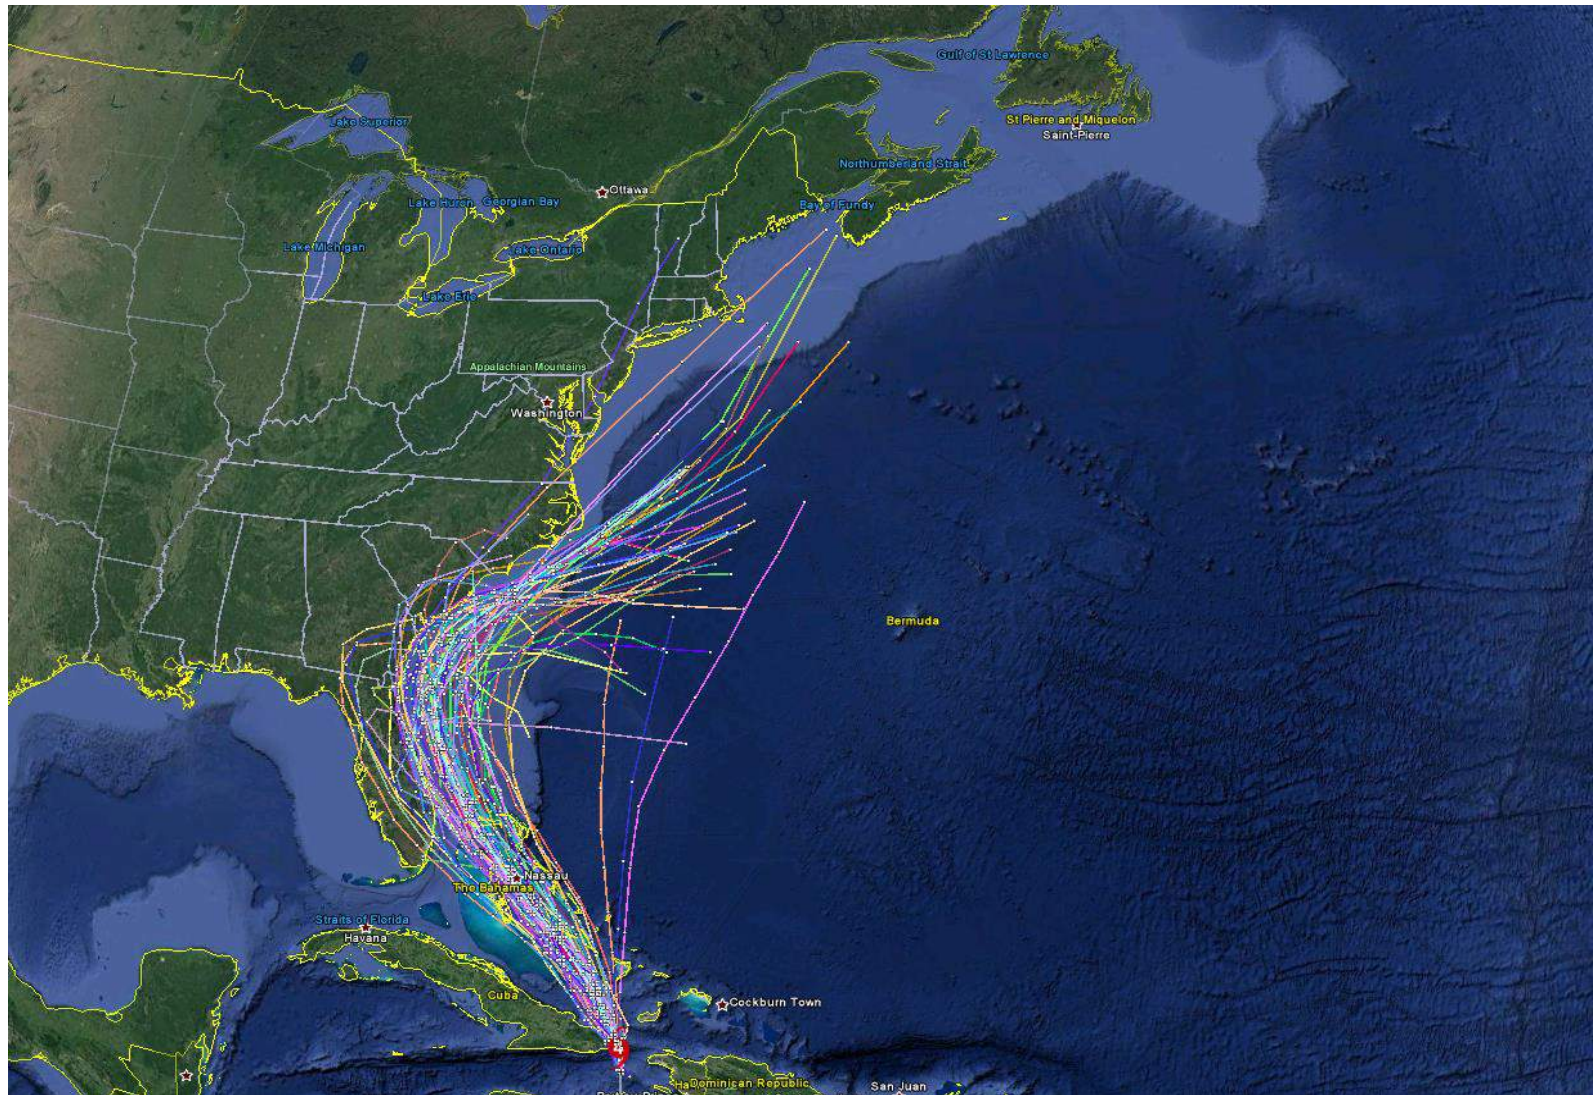 Gulf of St Lawrence
Lake Superior
St Pierre and Miquelon
Saint-Pierre
Northumberland Strait
Ottawa
Lake Huron
Georgian Bay
Bay of Fundy
Lake Michigan
Lake Ontario
Lake Erie
Appalachian Mountains
Washington
Bermuda
Nassau
The Bahamas
Straits of Florida
Havana
Cuba
Cockburn Town
Dominican Republic
San Juan